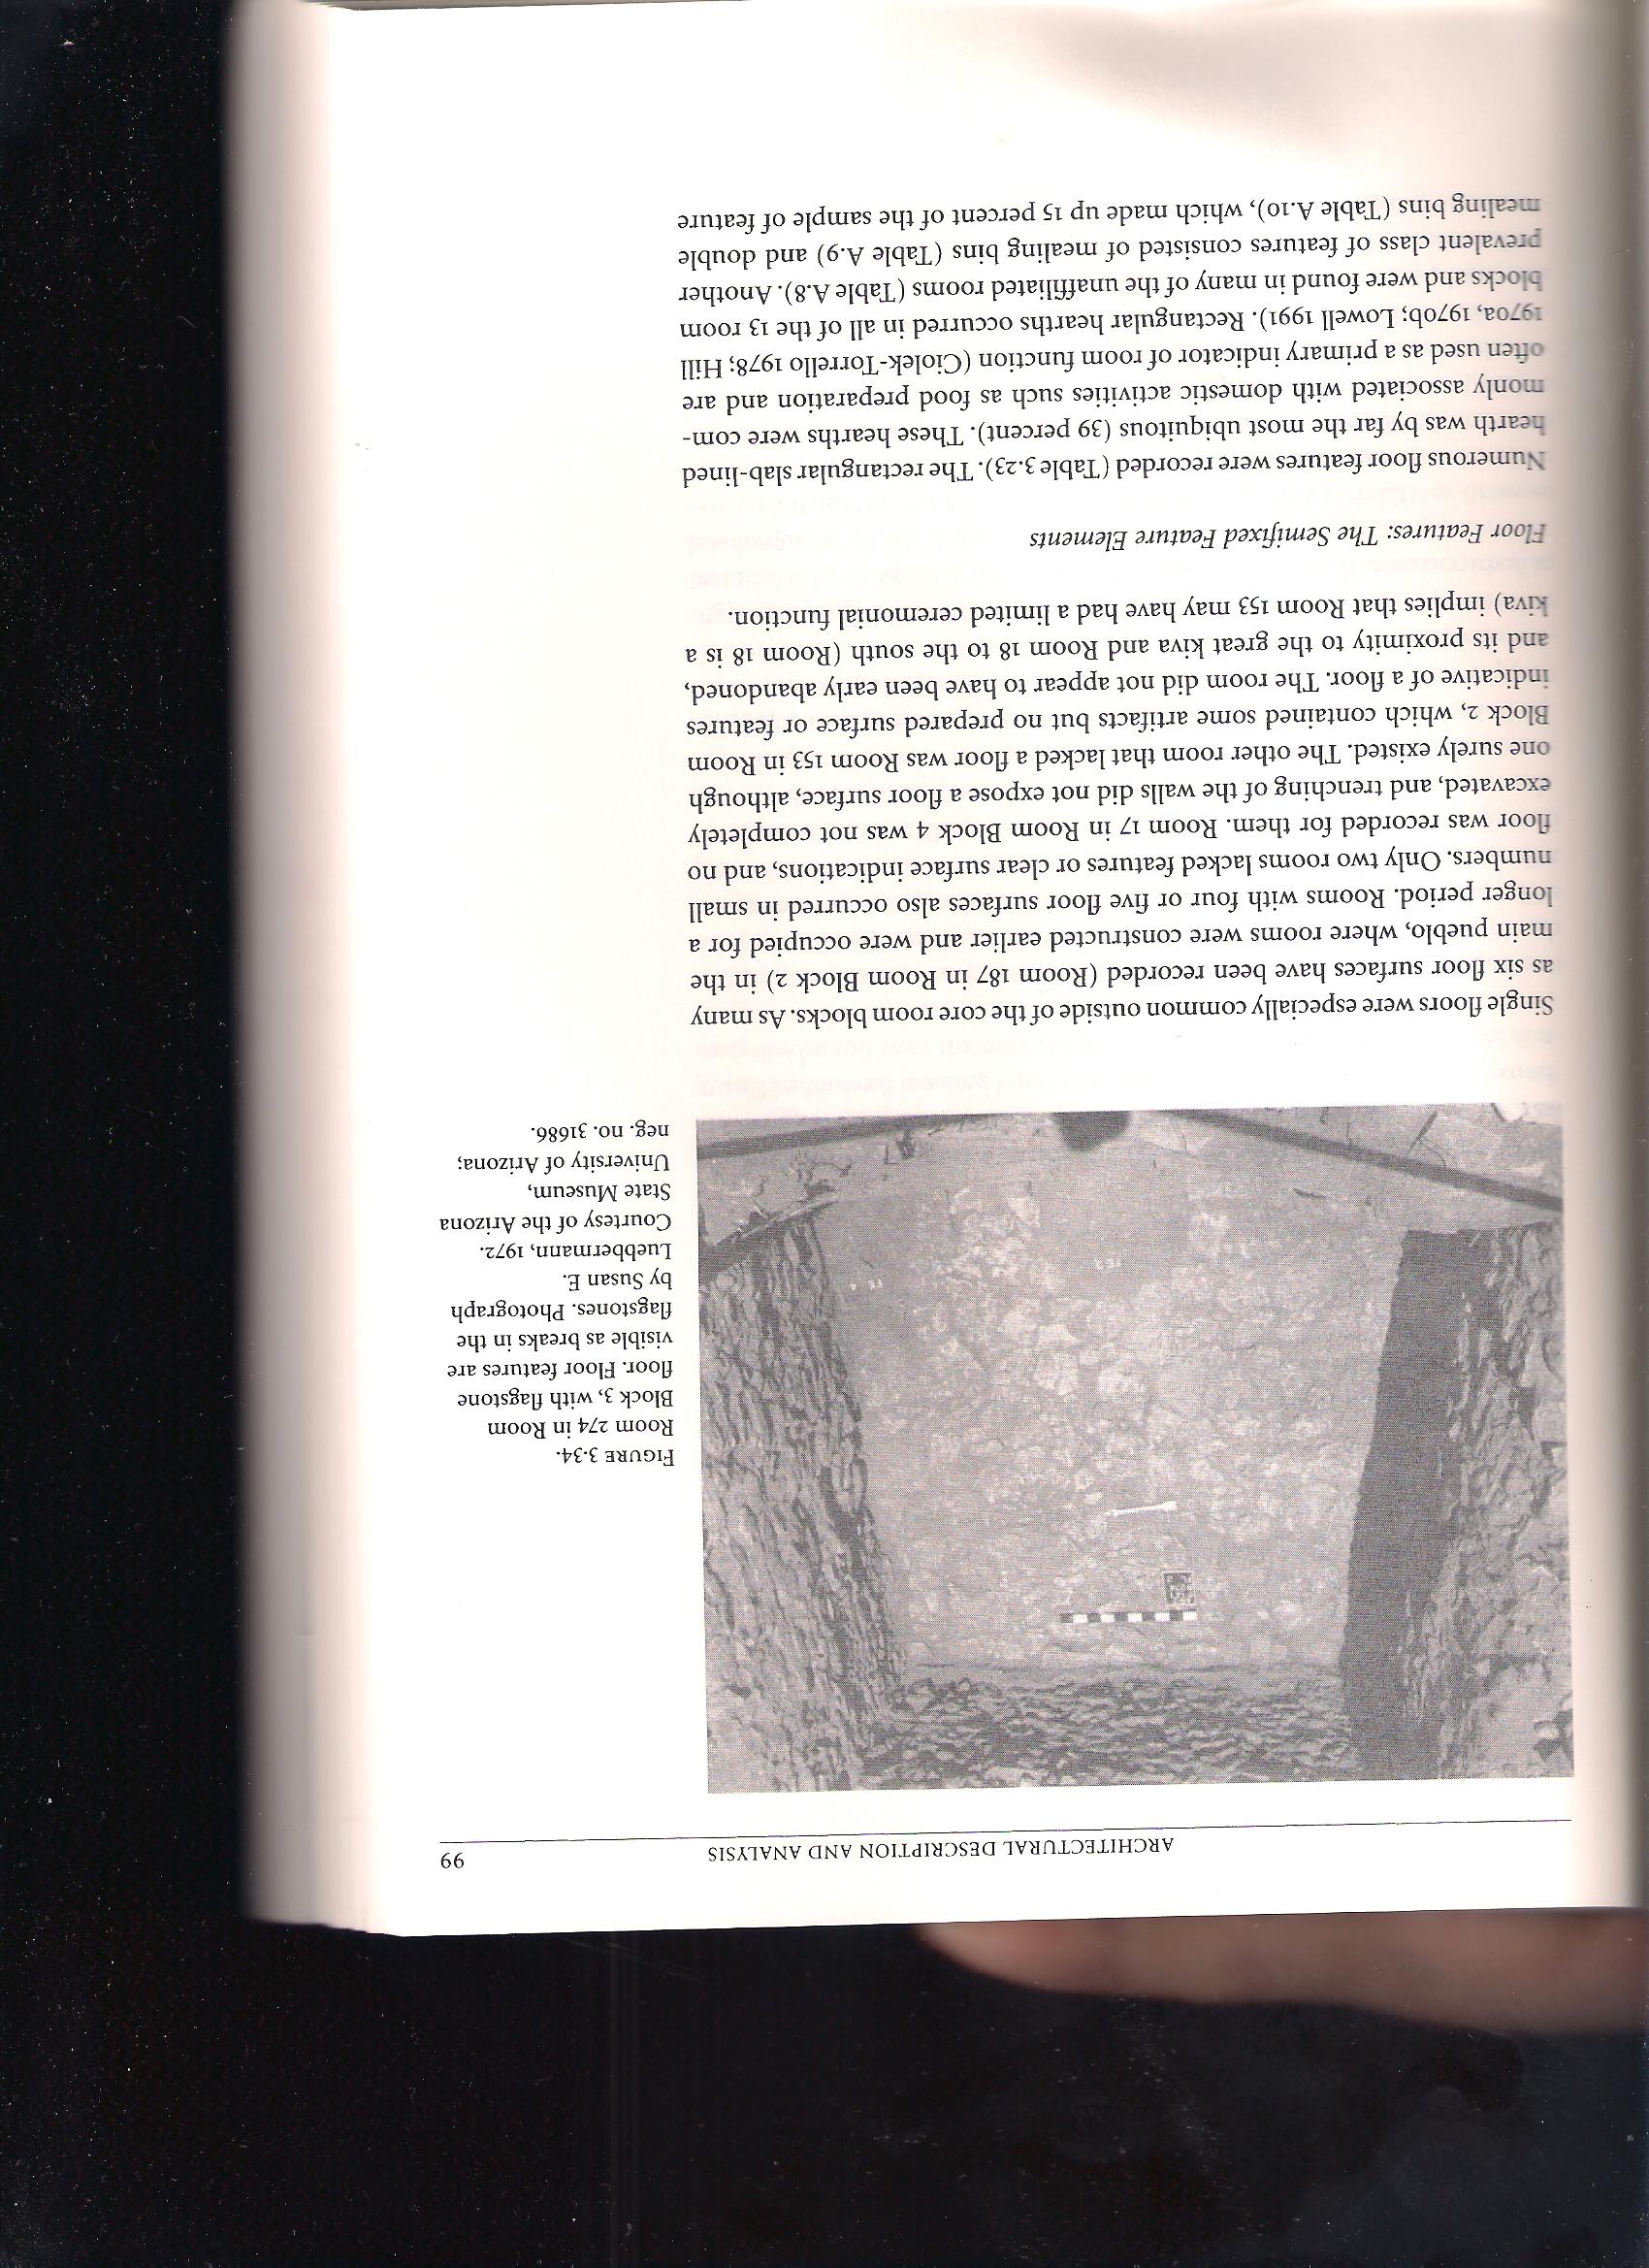 ARCHITECTURAL DESCRIPTION AND ANALYSIS
99
FIGURE 3.34.
Room 274 in Room
Block 3, with flagstone
floor. Floor features are
visible as breaks in the
flagstones. Photograph
by Susan E.
Luebbermann, 1972.
Courtesy of the Arizona
State Museum,
University of Arizona;
neg. no. 31686.
Single floors were especially common outside of the core room blocks. As many
as six floor surfaces have been recorded (Room 187 in Room Block 2) in the
main pueblo, where rooms were constructed earlier and were occupied for a
longer period. Rooms with four or five floor surfaces also occurred in small
numbers. Only two rooms lacked features or clear surface indications, and no
floor was recorded for them. Room 17 in Room Block 4 was not completely
excavated, and trenching of the walls did not expose a floor surface, although
one surely existed. The other room that lacked a floor was Room 153 in Room
Block 2, which contained some artifacts but no prepared surface or features
indicative of a floor. The room did not appear to have been early abandoned,
and its proximity to the great kiva and Room 18 to the south (Room 18 is a
kiva) implies that Room 153 may have had a limited ceremonial function.
Floor Features: The Semifixed Feature Elements
Numerous floor features were recorded (Table 3.23). The rectangular slab-lined
hearth was by far the most ubiquitous (39 percent). These hearths were com-
monly associated with domestic activities such as food preparation and are
often used as a primary indicator of room function (Ciolek-Torrello 1978; Hill
1970a, 1970b; Lowell 1991). Rectangular hearths occurred in all of the 13 room
blocks and were found in many of the unaffiliated rooms (Table A.8). Another
prevalent class of features consisted of mealing bins (Table A.9) and double
mealing bins (Table A.10), which made up 15 percent of the sample of feature